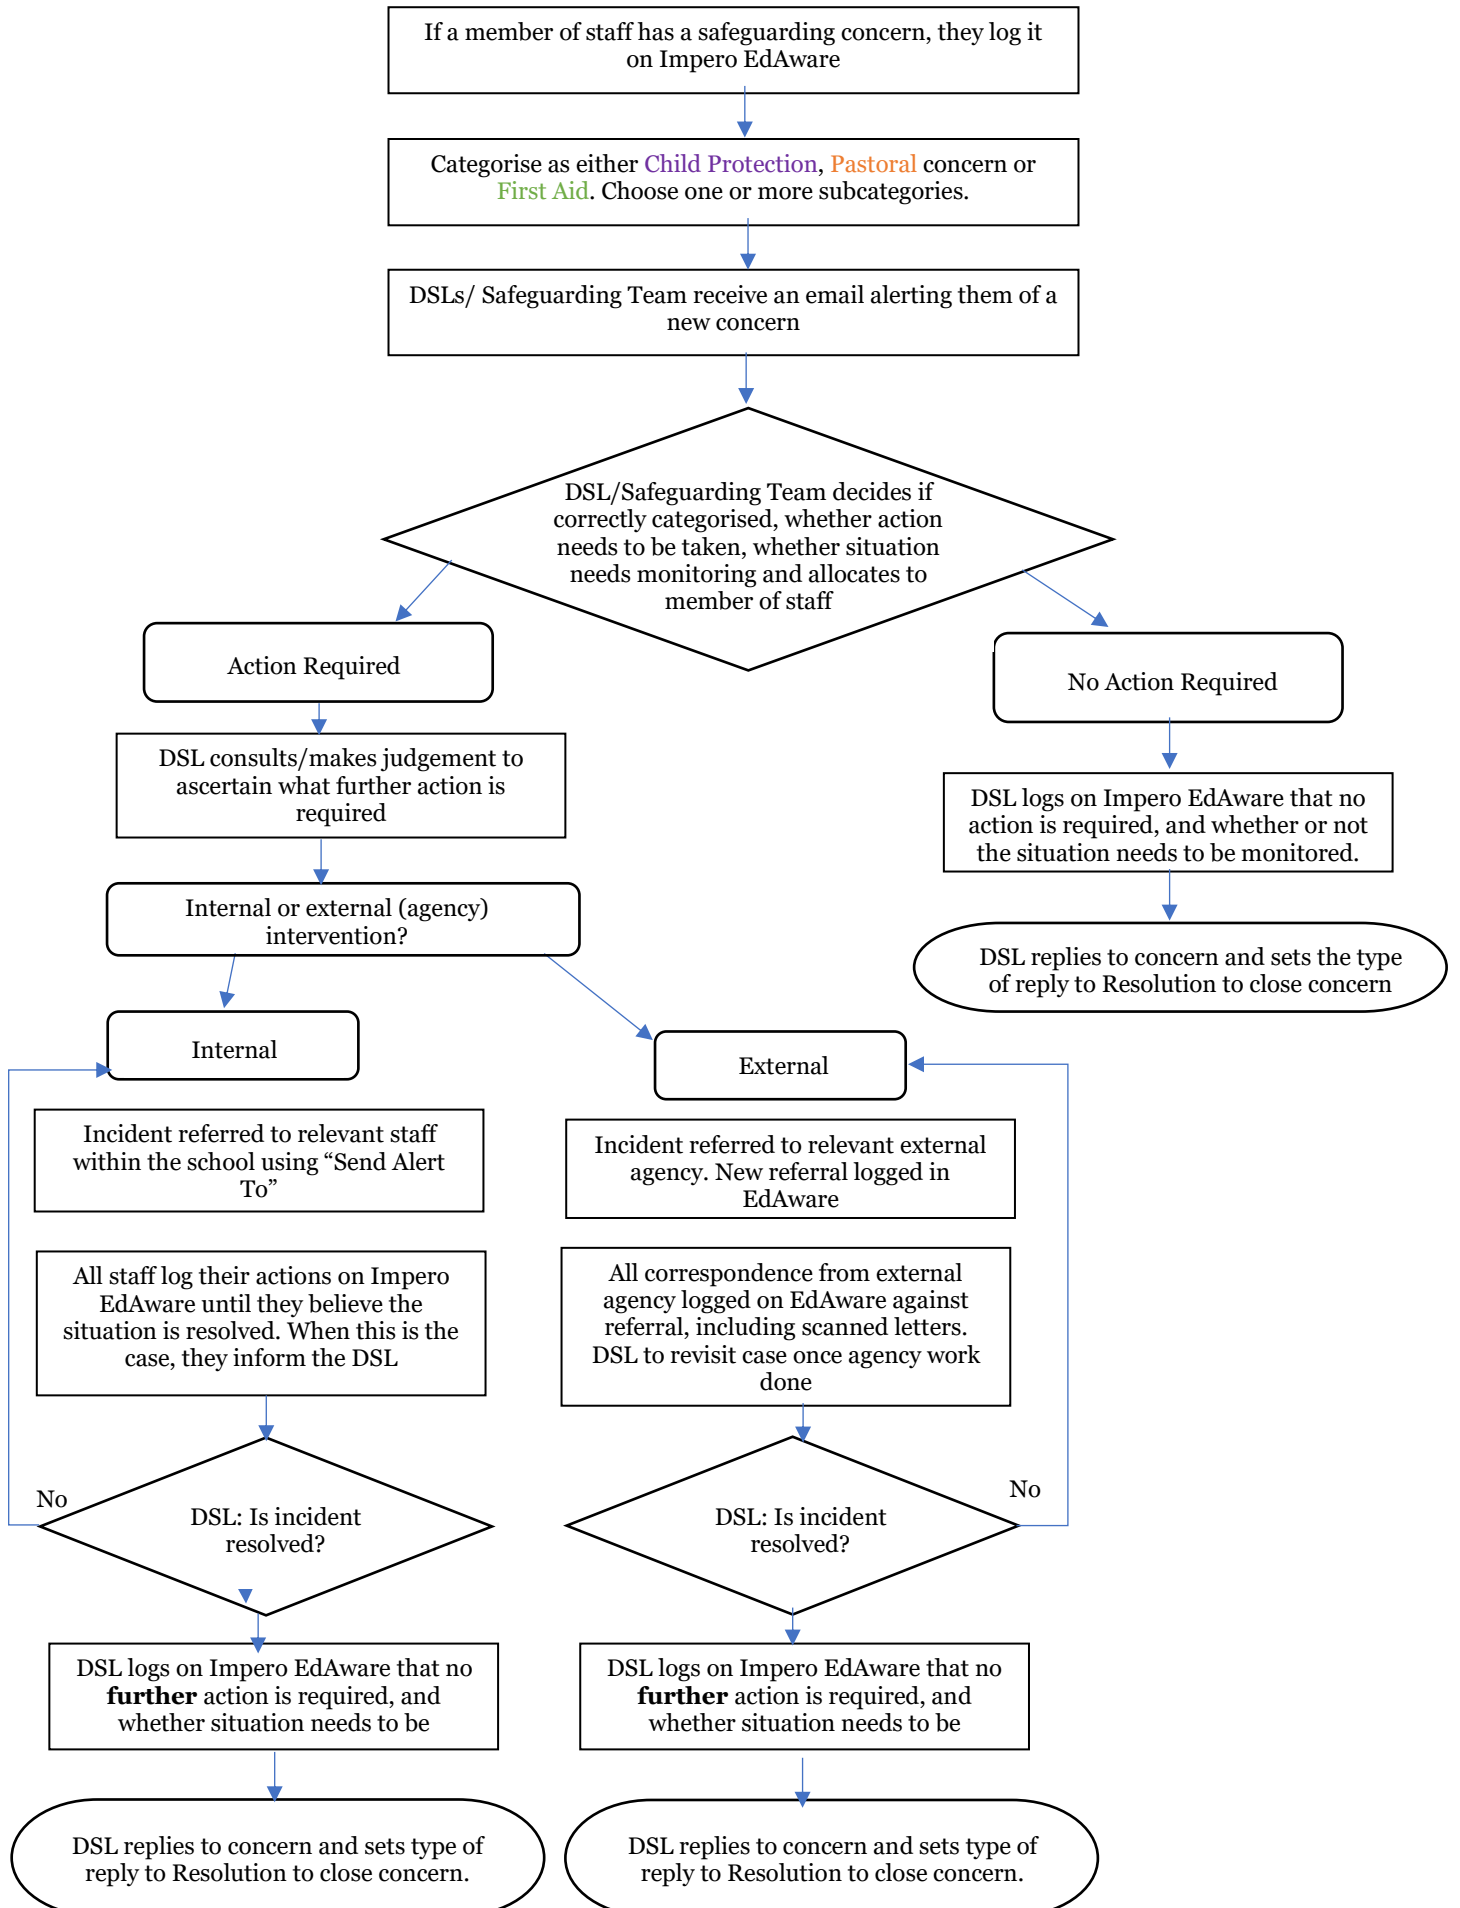 If a member of staff has a safeguarding concern, they log it
on Impero EdAware
Categorise as either Child Protection, Pastoral concern or
First Aid. Choose one or more subcategories.
DSLs/ Safeguarding Team receive an email alerting them of a
new concern
DSL/Safeguarding Team decides if
correctly categorised, whether action
needs to be taken, whether situation
needs monitoring and allocates to
member of staff
Action Required
No Action Required
DSL consults/makes judgement to
ascertain what further action is
required
DSL logs on Impero EdAware that no
action is required, and whether or not
the situation needs to be monitored.
Internal or external (agency)
intervention?
DSL replies to concern and sets the type
of reply to Resolution to close concern
Internal
External
Incident referred to relevant staff
within the school using “Send Alert
To”
Incident referred to relevant external
agency. New referral logged in
EdAware
All staff log their actions on Impero
EdAware until they believe the
situation is resolved. When this is the
case, they inform the DSL
All correspondence from external
agency logged on EdAware against
referral, including scanned letters.
DSL to revisit case once agency work
done
No
DSL: Is incident
resolved?
No
DSL: Is incident
resolved?
DSL logs on Impero EdAware that no
further action is required, and
whether situation needs to be
DSL logs on Impero EdAware that no
further action is required, and
whether situation needs to be
DSL replies to concern and sets type of
reply to Resolution to close concern.
DSL replies to concern and sets type of
reply to Resolution to close concern.